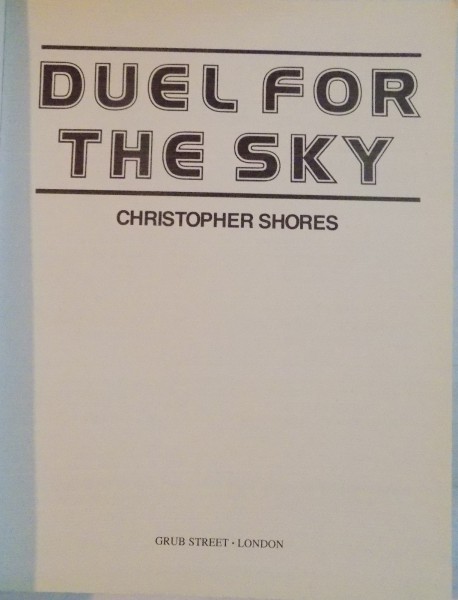 DUEL FOR
THE SKY
CHRISTOPHER SHORES
GRUB STREET · LONDON